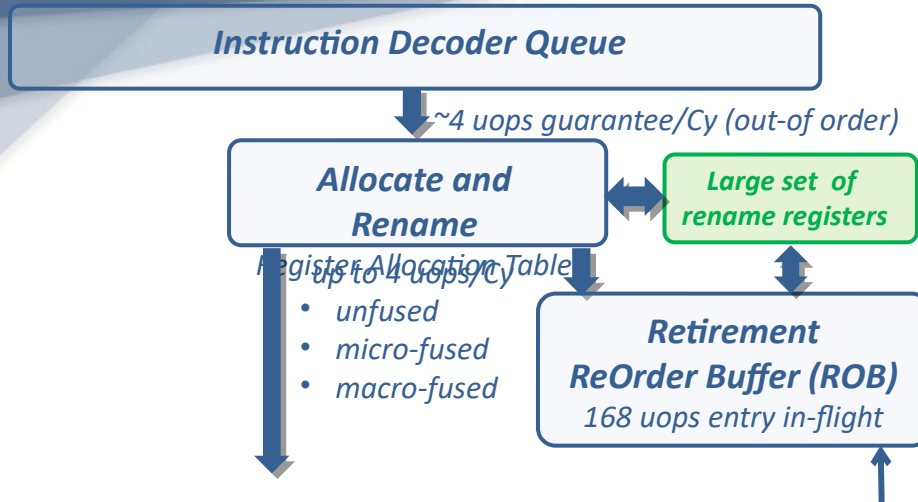 Instruction Decoder Queue
~4 uops guarantee/Cy (out-of order)
Allocate and
Rename
Register Allocation Table
Large set of
rename registers
up to 4 uops/Cy
• unfused
• micro-fused
• macro-fused
Retirement
ReOrder Buffer (ROB)
168 uops entry in-flight